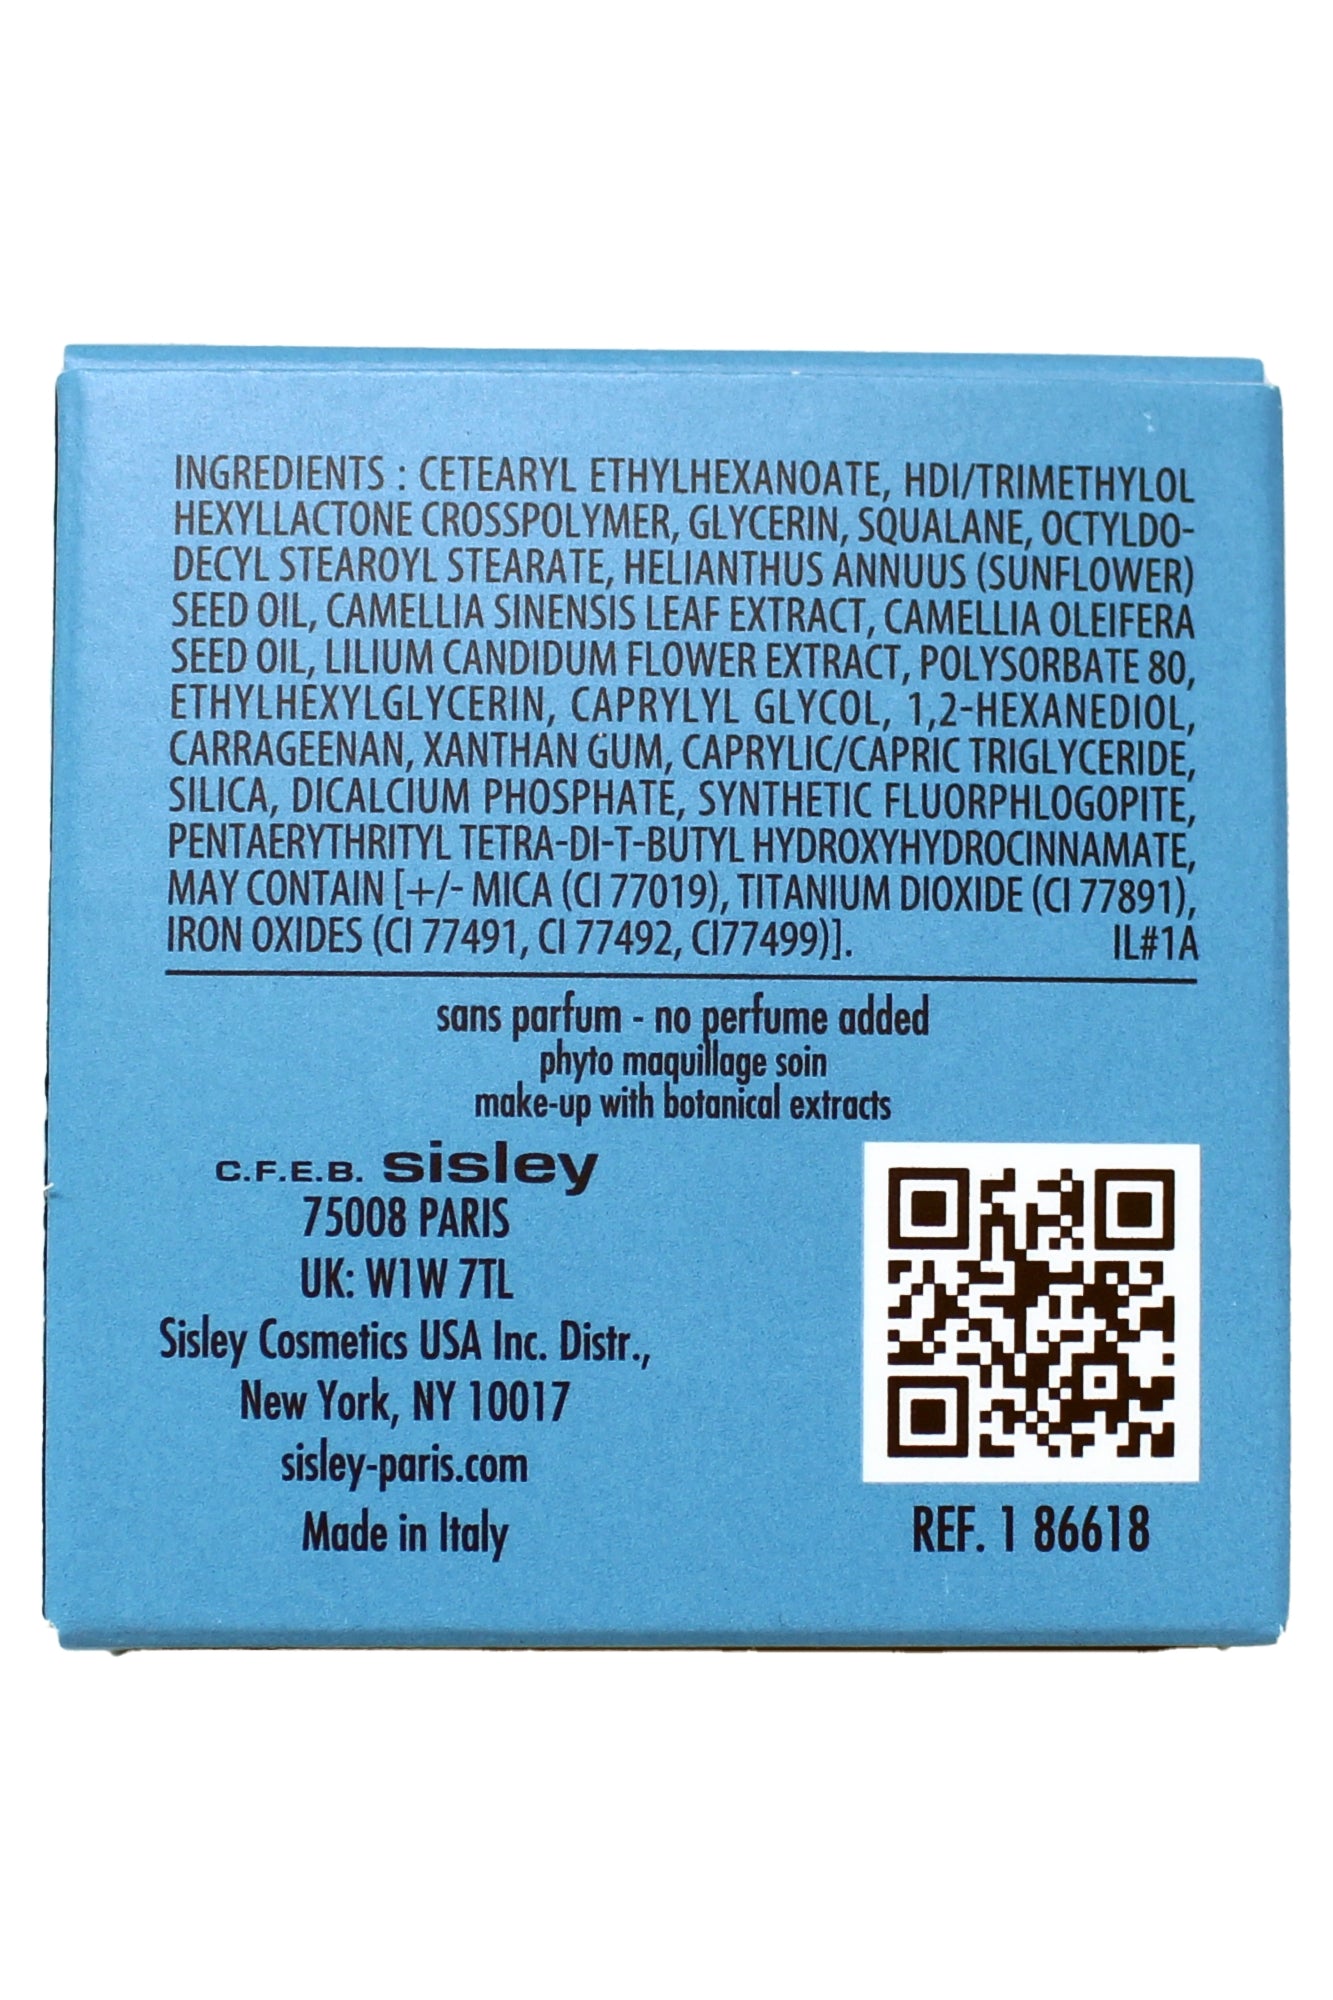 INGREDIENTS : CETEARYL ETHYLHEXANOATE, HDI/TRIMETHYLOL
HEXYLLACTONE CROSSPOLYMER, GLYCERIN, SQUALANE, OCTYLDO-
DECYL STEAROYL STEARATE, HELIANTHUS ANNUUS (SUNFLOWER)
SEED OIL, CAMELLIA SINENSIS LEAF EXTRACT, CAMELLIA OLEIFERA
SEED OIL, LILIUM CANDIDUM FLOWER EXTRACT, POLYSORBATE 80,
ETHYLHEXYLGLYCERIN, CAPRYLYL GLYCOL, 1,2-HEXANEDIOL,
CARRAGEENAN, XANTHAN GUM, CAPRYLIC/CAPRIC TRIGLYCERIDE,
SILICA, DICALCIUM PHOSPHATE, SYNTHETIC FLUORPHLOGOPITE,
PENTAERYTHRITYL TETRA-DI-T-BUTYL HYDROXYHYDROCINNAMATE,
MAY CONTAIN [+/- MICA (CI 77019), TITANIUM DIOXIDE (CI 77891),
IRON OXIDES (CI 77491, CI 77492, CI77499)]. IL#1A
sans parfum - no perfume added
phyto maquillage soin
make-up with botanical extracts
C.F.E.B. sisley
75008 PARIS
UK: W1W 7TL
Sisley Cosmetics USA Inc. Distr.,
New York, NY 10017
sisley-paris.com
Made in Italy
REF. 1 86618